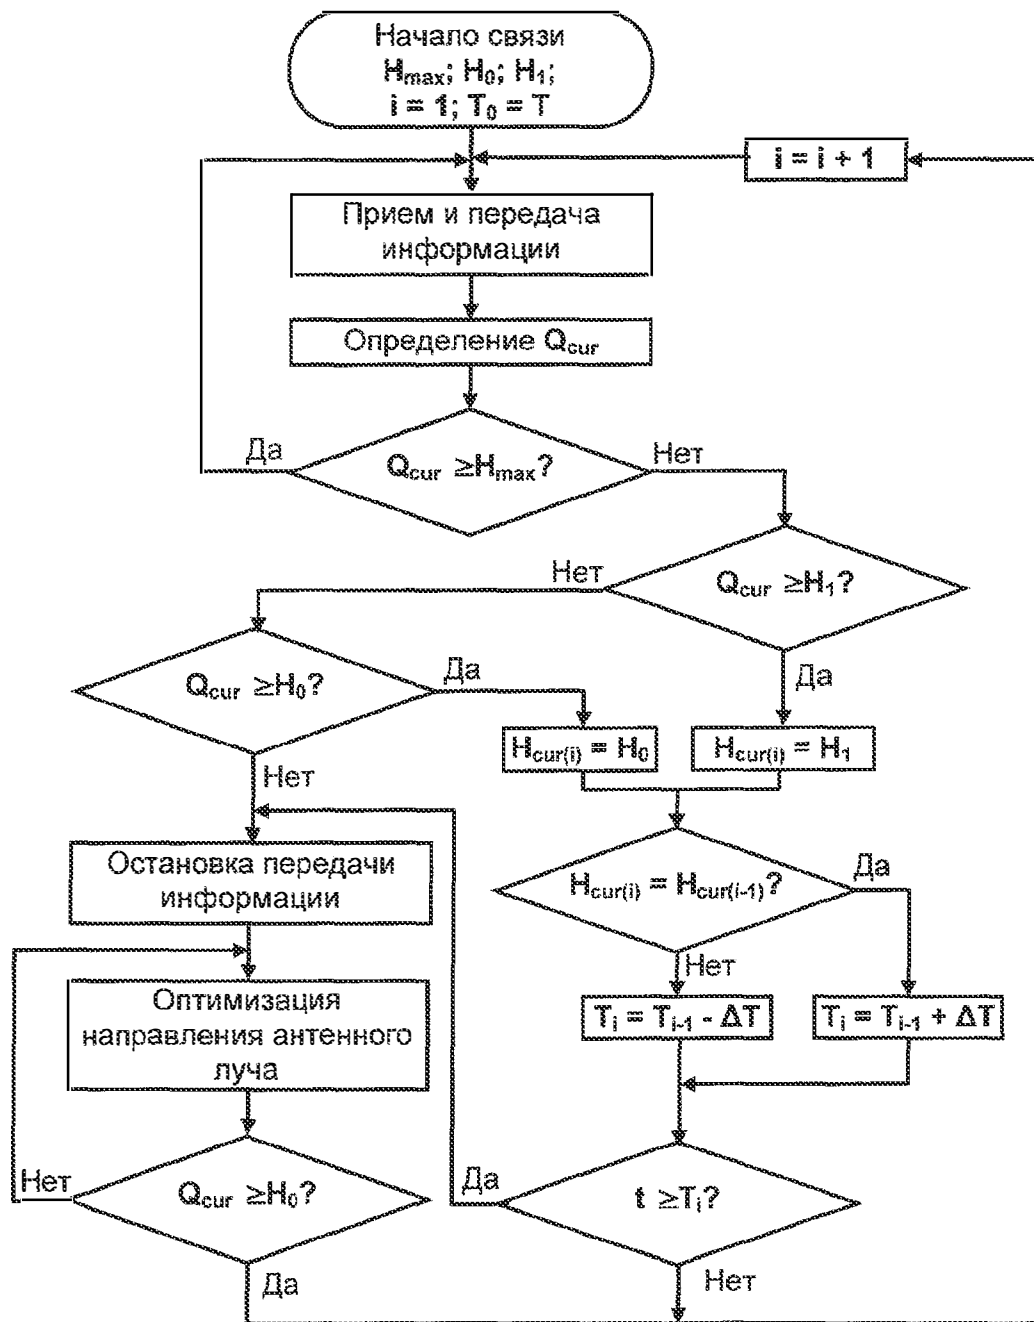 Начало связи
Hmax; H0; H1;
i = 1; T0 = T
i = i + 1
Прием и передача
информации
Определение Qcur
Да
Qcur ≥Hmax?
Нет
Нет
Qcur ≥H1?
Qcur ≥H0?
Да
Да
Hcur(i) = H0
Hcur(i) = H1
Нет
Остановка передачи
информации
Hcur(i) = Hcur(i-1)?
Да
Нет
Оптимизация
направления антенного
луча
Ti = Ti-1 - ΔT
Ti = Ti-1 + ΔT
Нет
Qcur ≥H0?
Да
t ≥Ti?
Да
Нет